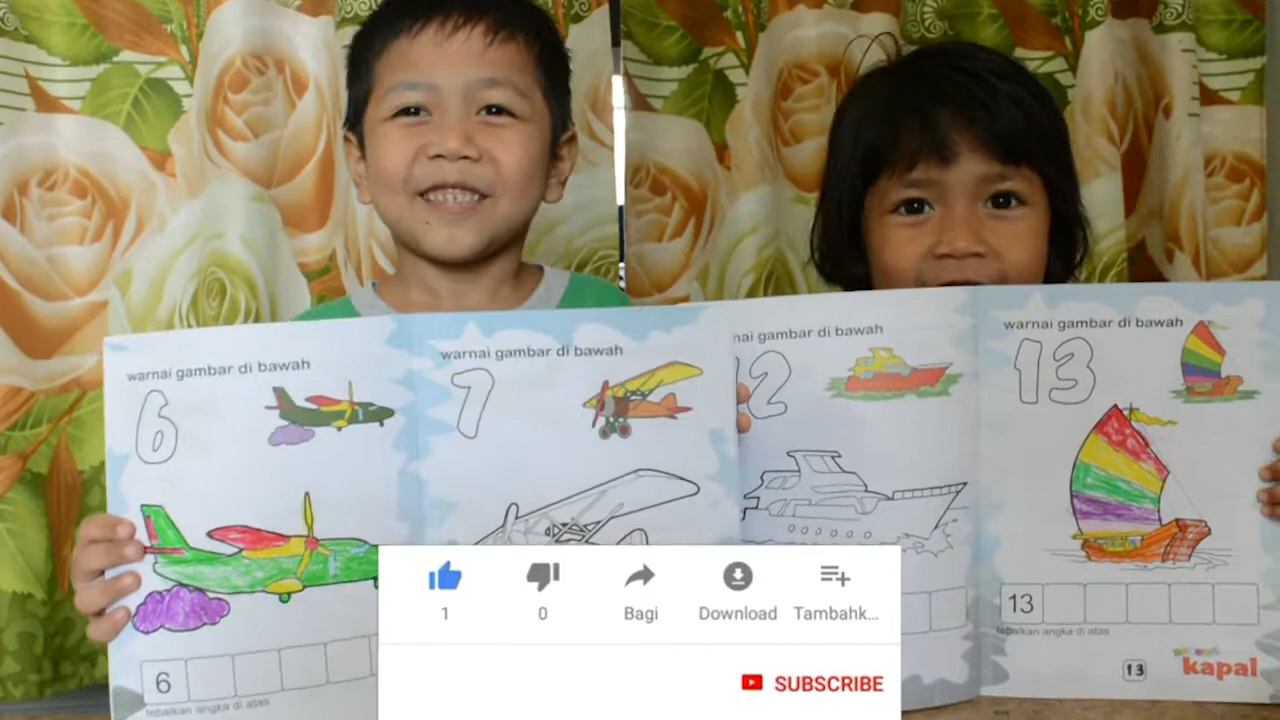 warnai gambar di bawah
6
6
tebalkan angka di atas
warnai gambar di bawah
7
nai gambar di bawah
12
warnai gambar di bawah
13
13
tebalkan angka di atas
13
kapal
1
0
Bagi
Download
Tambahk...
SUBSCRIBE